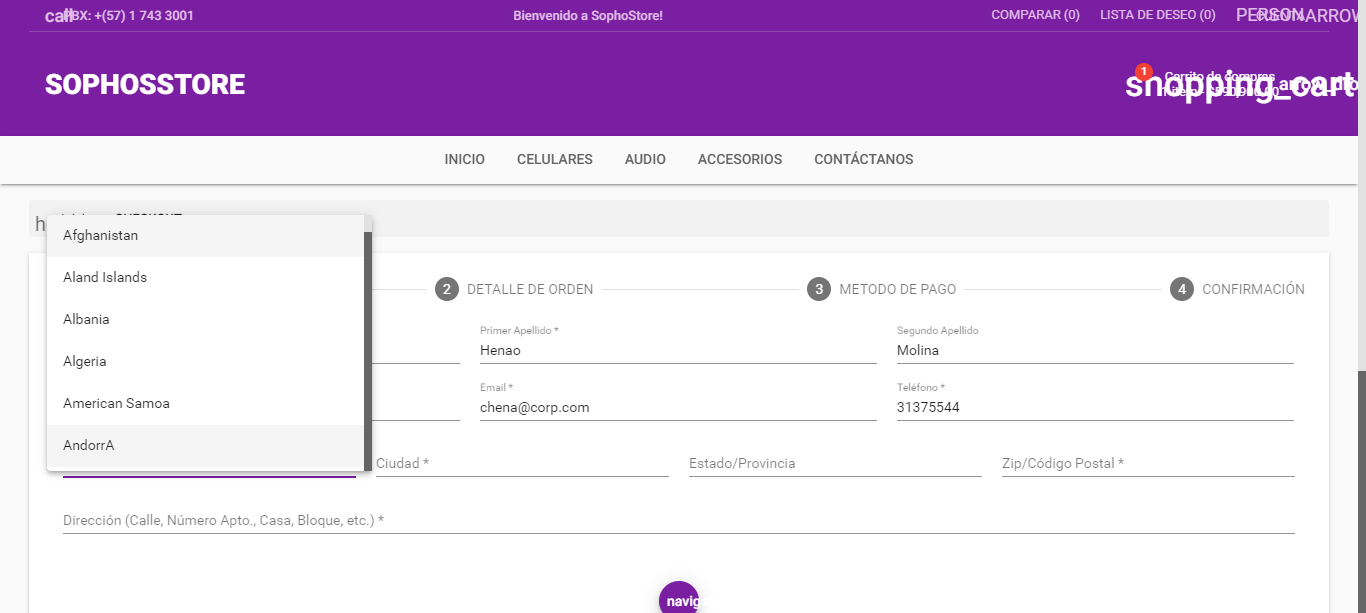 call
PBX: +(57) 1 743 3001
Bienvenido a SophoStore!
COMPARAR (0)
LISTA DE DESEO (0)
PERSON
CUENTA
ARROW
SOPHOSSTORE
1
shopping_cart
Carrito de compras
INICIO
CELULARES
AUDIO
ACCESORIOS
CONTÁCTANOS
CHECKOUT
Afghanistan
Aland Islands
Albania
Algeria
American Samoa
AndorrA
2 DETALLE DE ORDEN
3 METODO DE PAGO
4 CONFIRMACIÓN
Primer Apellido *
Henao
Segundo Apellido
Molina
Email *
chena@corp.com
Teléfono *
31375544
Ciudad *
Estado/Provincia
Zip/Código Postal *
Dirección (Calle, Número Apto., Casa, Bloque, etc.) *
navig